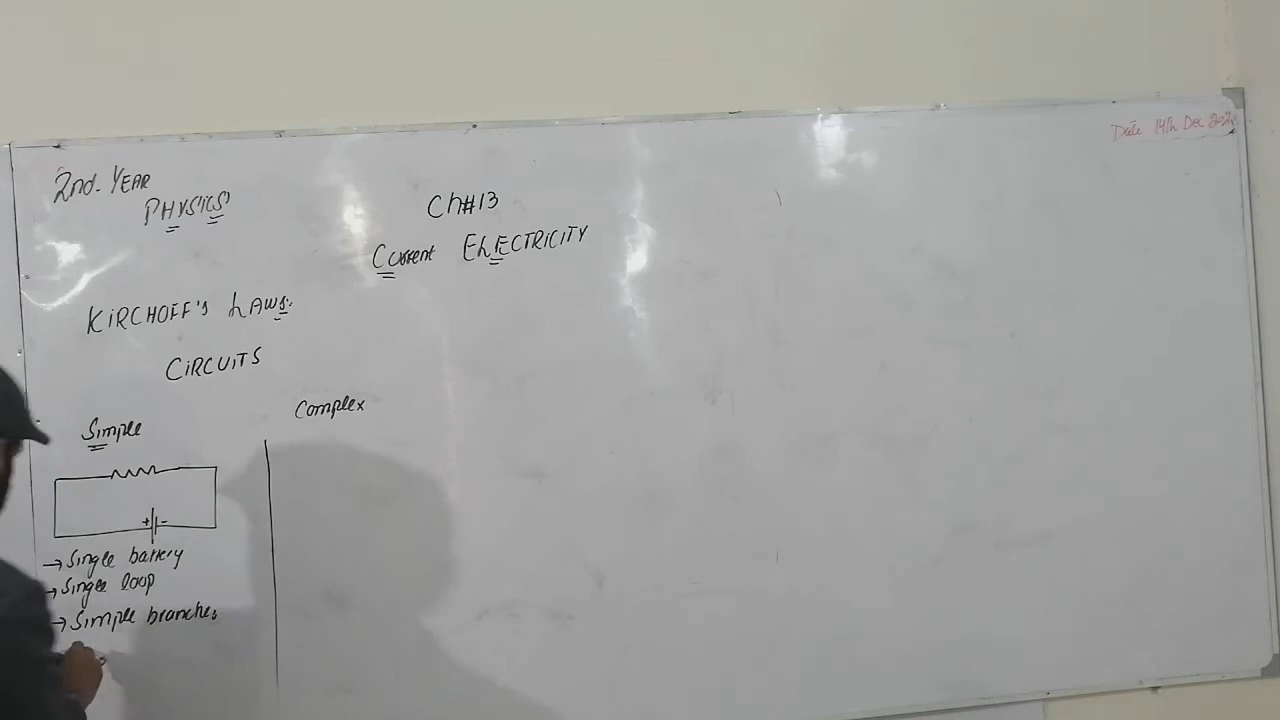 Date 14th Dec 2024
2nd-YEAR
PHYSICS
Ch#13
Current ELECTRICITY
KIRCHOFF'S LAWS:
CIRCUITS
Simple
Complex
+ -
→ Single battery
→ Single loop
→ Simple branches